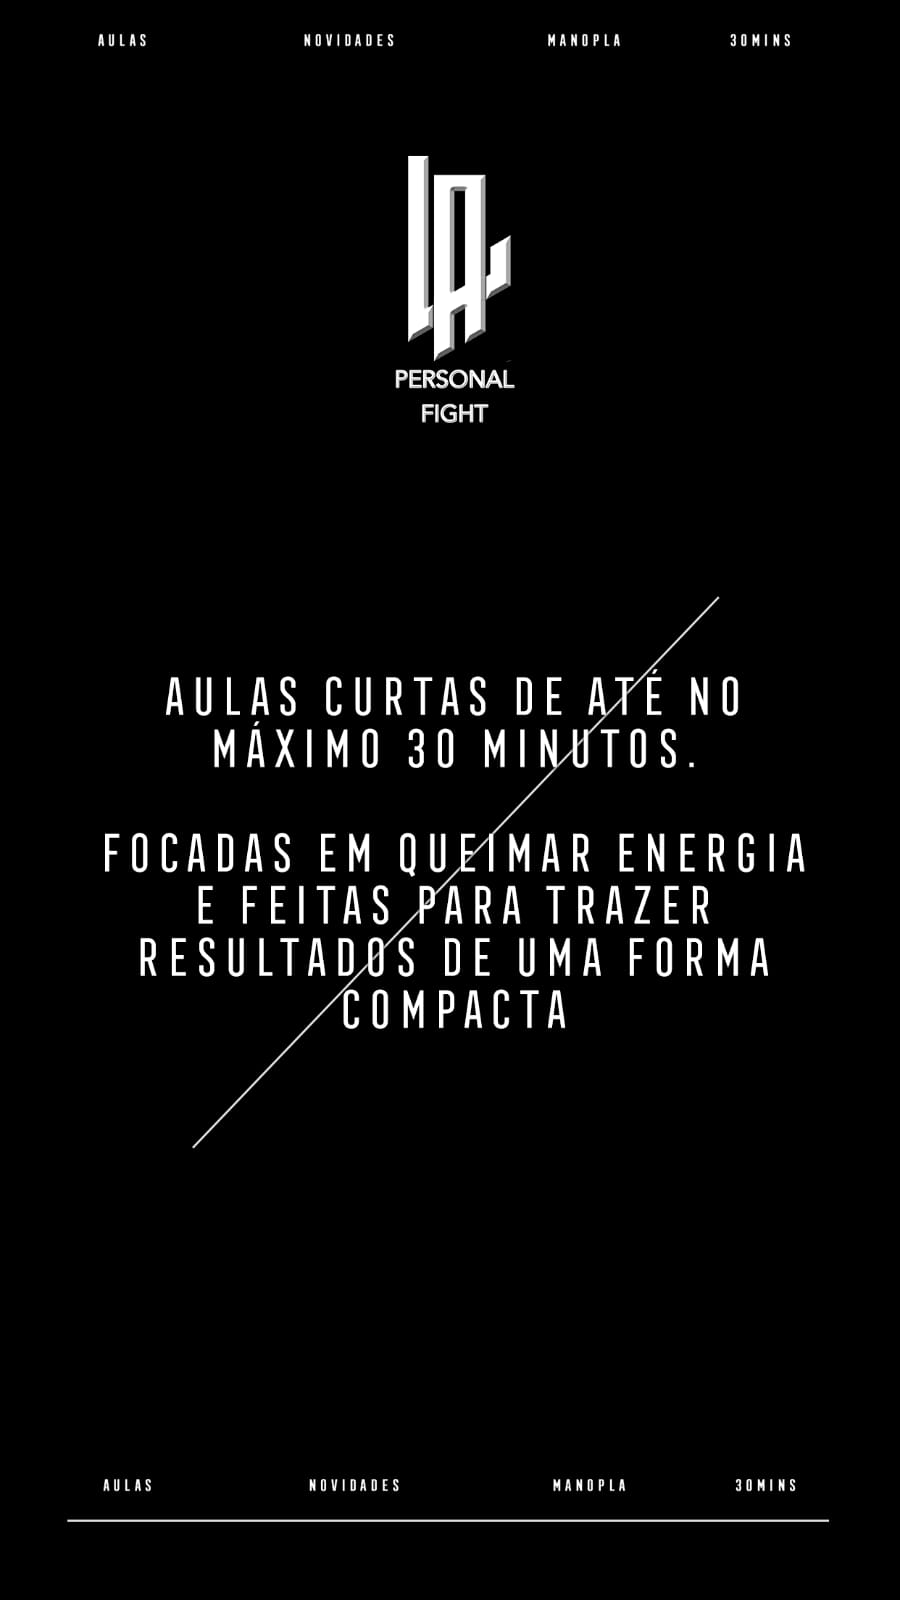 AULAS NOVIDADES MANOPLA 30MINS
LA
PERSONAL
FIGHT
AULAS CURTAS DE ATÉ NO
MÁXIMO 30 MINUTOS.
FOCADAS EM QUEIMAR ENERGIA
E FEITAS PARA TRAZER
RESULTADOS DE UMA FORMA
COMPACTA
AULAS NOVIDADES MANOPLA 30MINS